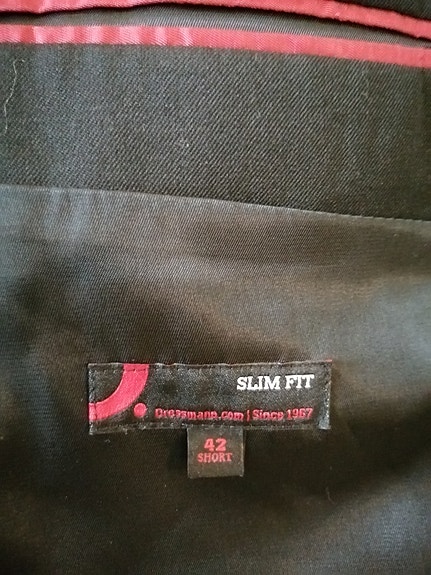 SLIM FIT
Dressmann.com | Since 1967
42
SHORT